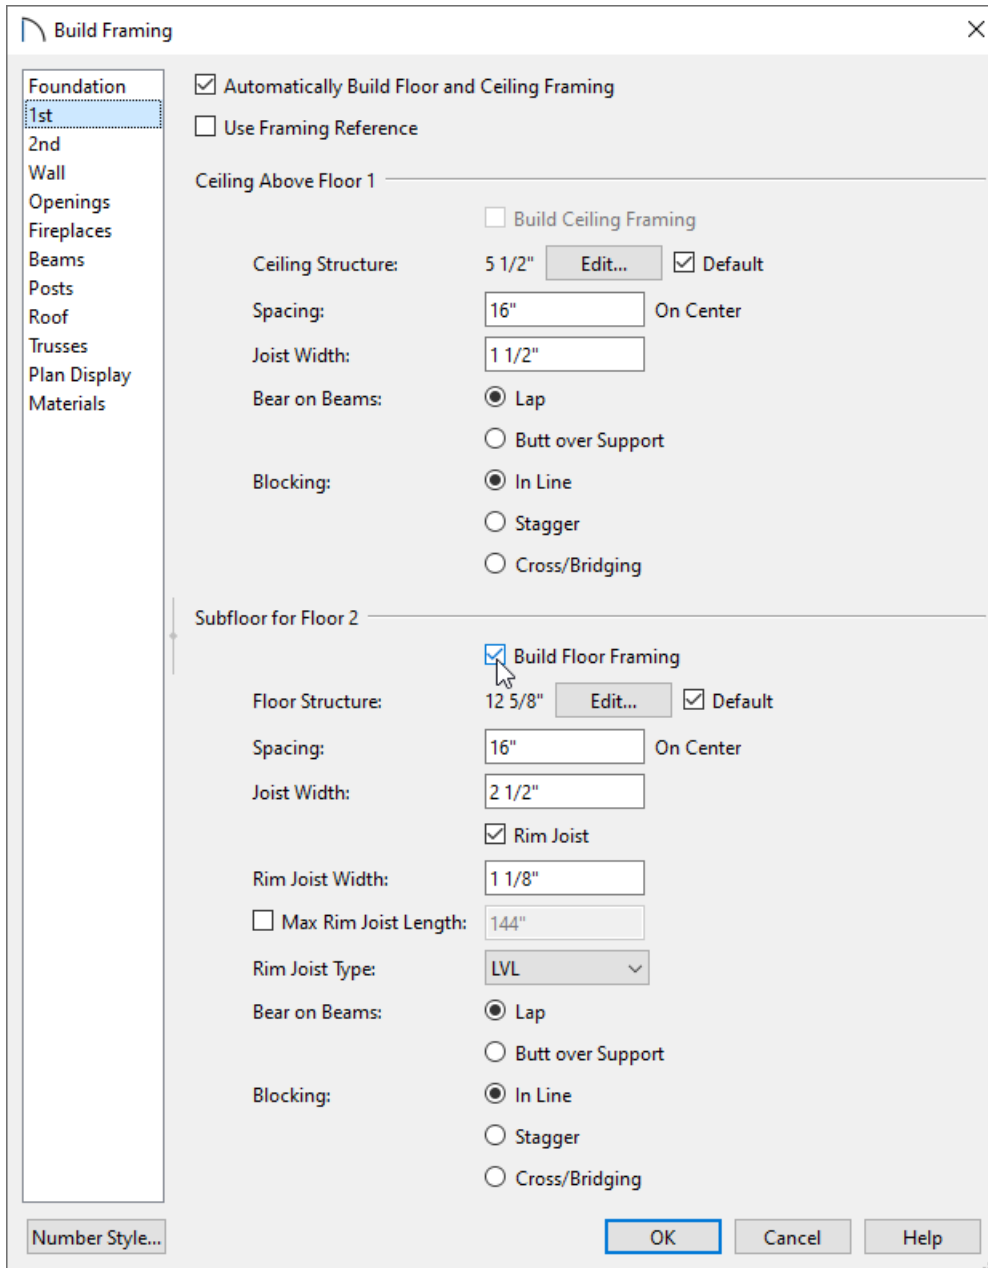 Build Framing
Foundation
1st
2nd
Wall
Openings
Fireplaces
Beams
Posts
Roof
Trusses
Plan Display
Materials
Automatically Build Floor and Ceiling Framing
Use Framing Reference
Ceiling Above Floor 1
Build Ceiling Framing
Ceiling Structure: 5 1/2" Edit... Default
Spacing: 16" On Center
Joist Width: 1 1/2"
Bear on Beams: Lap
Butt over Support
Blocking: In Line
Stagger
Cross/Bridging
Subfloor for Floor 2
Build Floor Framing
Floor Structure: 12 5/8" Edit... Default
Spacing: 16" On Center
Joist Width: 2 1/2"
Rim Joist
Rim Joist Width: 1 1/8"
Max Rim Joist Length: 144"
Rim Joist Type: LVL
Bear on Beams: Lap
Butt over Support
Blocking: In Line
Stagger
Cross/Bridging
Number Style... OK Cancel Help